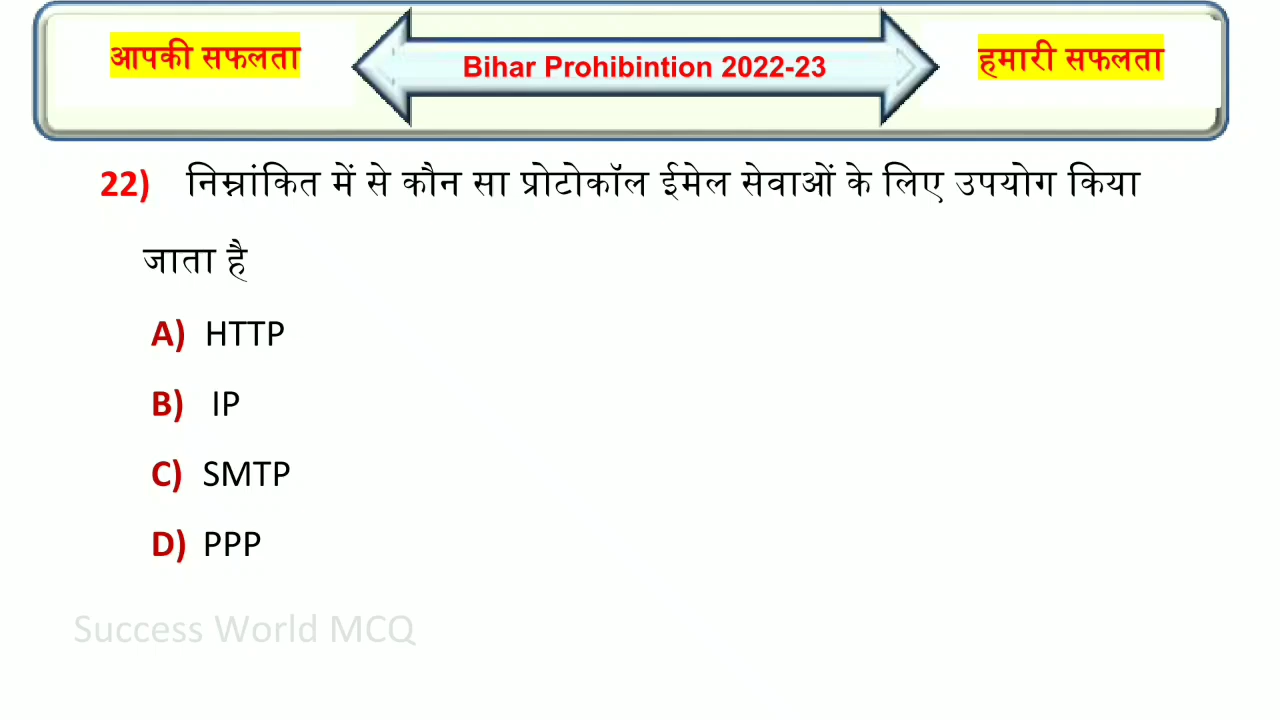 आपकी सफलता
Bihar Prohibintion 2022-23
हमारी सफलता
22) निम्नांकित में से कौन सा प्रोटोकॉल ईमेल सेवाओं के लिए उपयोग किया
जाता है
A) HTTP
B) IP
C) SMTP
D) PPP
Success World MCQ